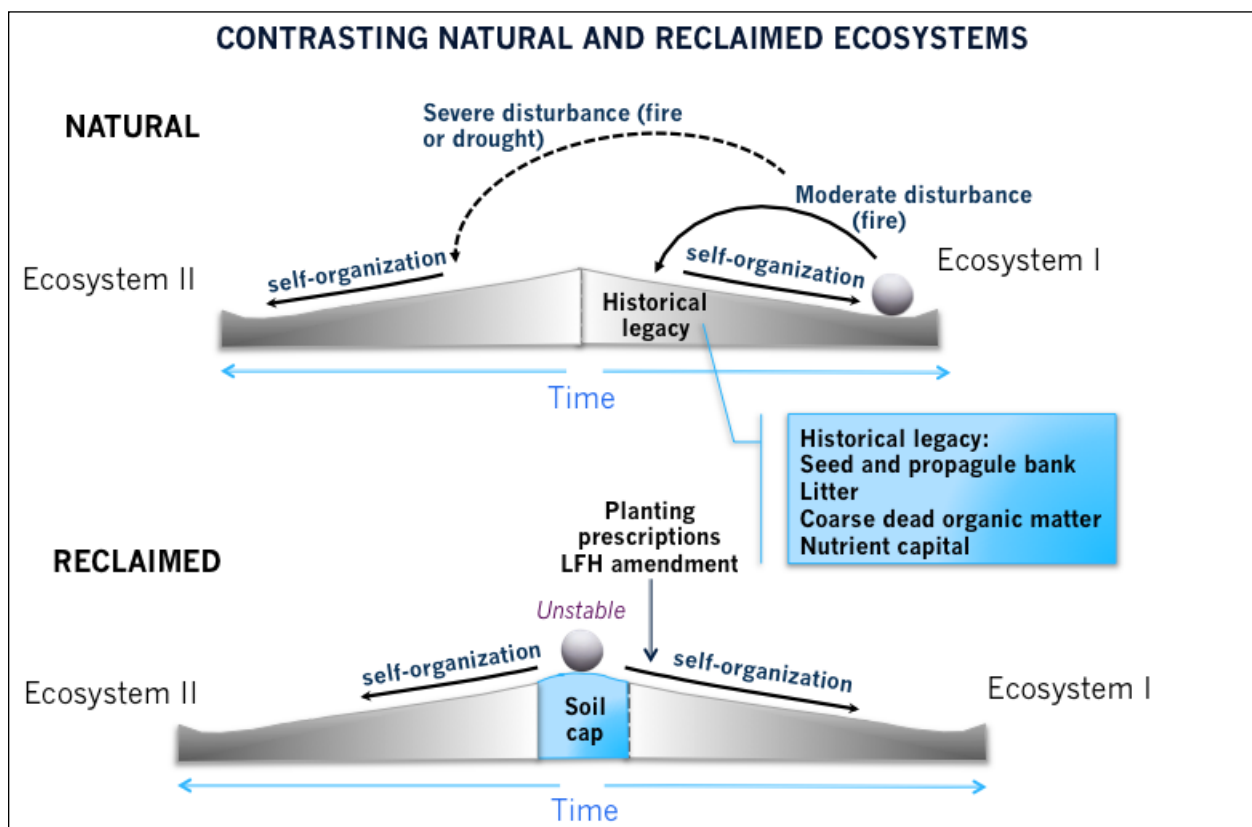 CONTRASTING NATURAL AND RECLAIMED ECOSYSTEMS
NATURAL
Severe disturbance (fire
or drought)
Moderate disturbance
(fire)
Ecosystem II
self-organization
self-organization
Ecosystem I
Historical
legacy
Time
Historical legacy:
Seed and propagule bank
Litter
Coarse dead organic matter
Nutrient capital
RECLAIMED
Planting
prescriptions
LFH amendment
Unstable
Ecosystem II
self-organization
self-organization
Ecosystem I
Soil
cap
Time